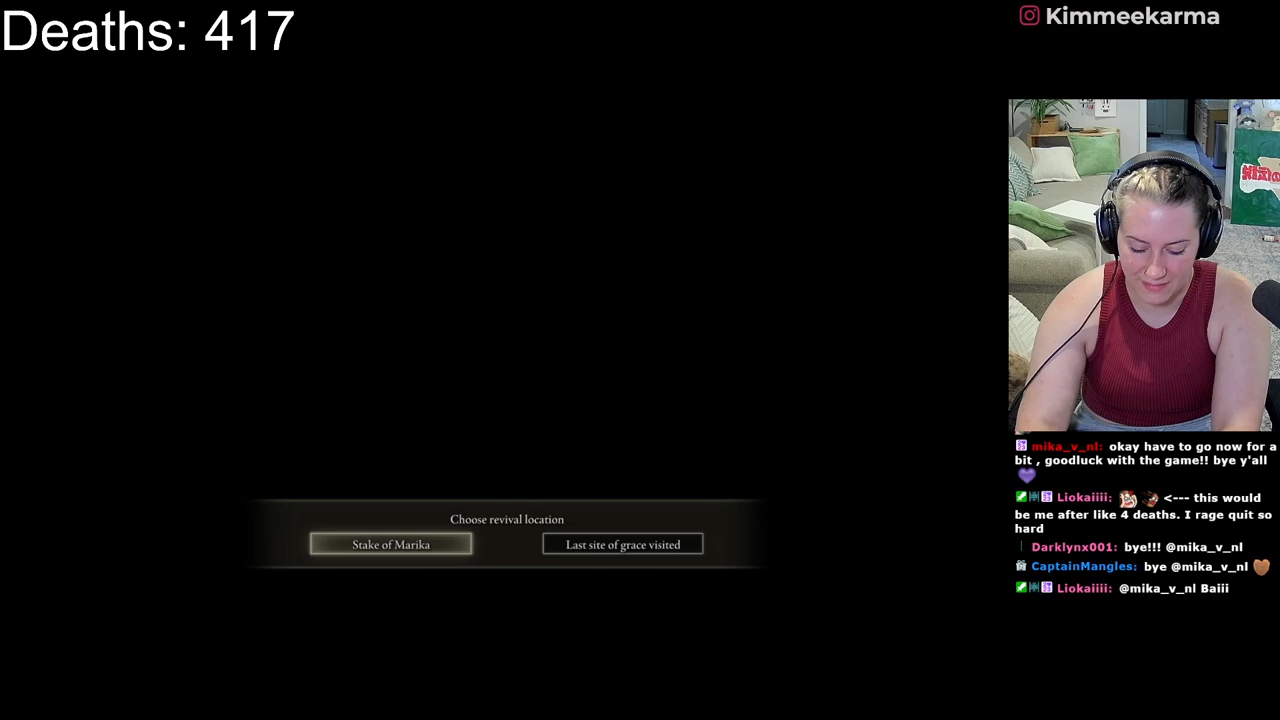 Deaths: 417
Kimmeekarma
mika_v_nl: okay have to go now for a
bit , goodluck with the game!! bye y'all
Liokaiiii: <--- this would
be me after like 4 deaths. I rage quit so
hard
Darklynx001: bye!!! @mika_v_nl
CaptainMangles: bye @mika_v_nl
Liokaiiii: @mika_v_nl Baiii
Choose revival location
Stake of Marika
Last site of grace visited